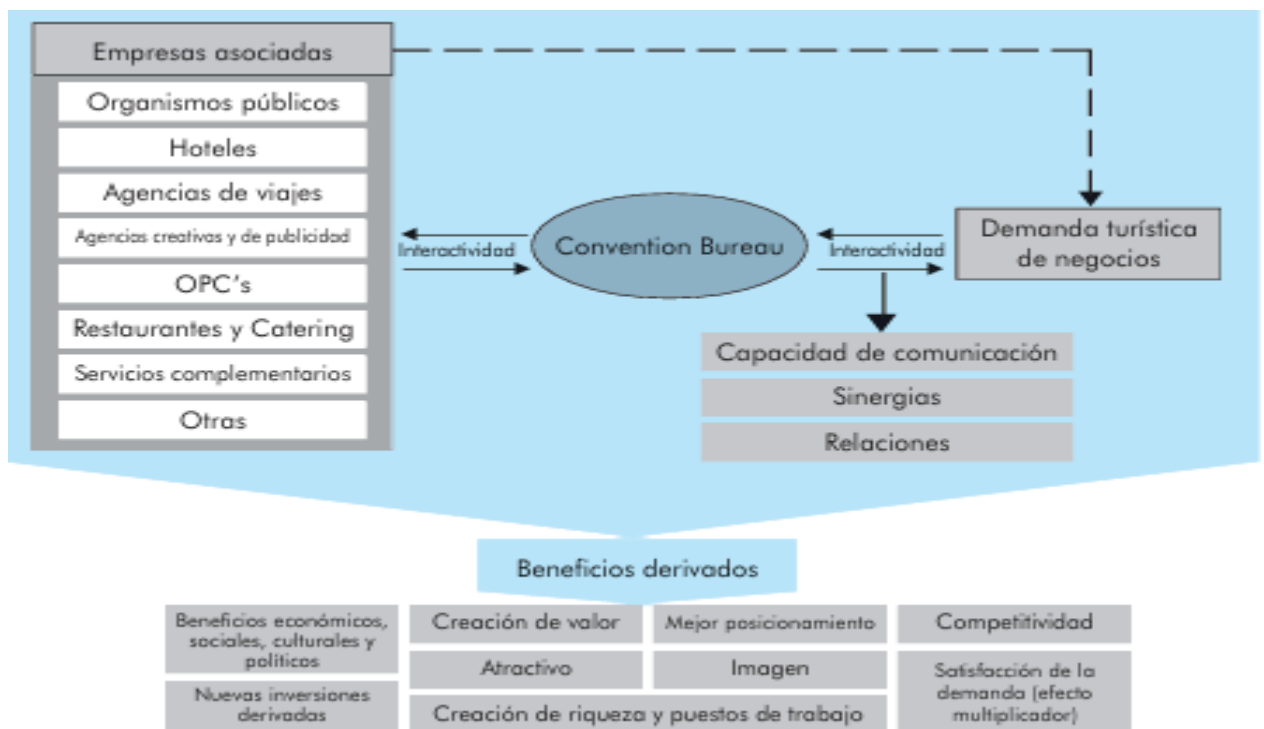 Empresas asociadas
Organismos públicos
Hoteles
Agencias de viajes
Agencias creativas y de publicidad
OPC's
Restaurantes y Catering
Servicios complementarios
Otras
Interactividad
Convention Bureau
Interactividad
Demanda turística
de negocios
Capacidad de comunicación
Sinergias
Relaciones
Beneficios derivados
Beneficios económicos,
sociales, culturales y
políticos
Nuevas inversiones
derivadas
Creación de valor
Mejor posicionamiento
Atractivo
Imagen
Creación de riqueza y puestos de trabajo
Competitividad
Satisfacción de la
demanda (efecto
multiplicador)